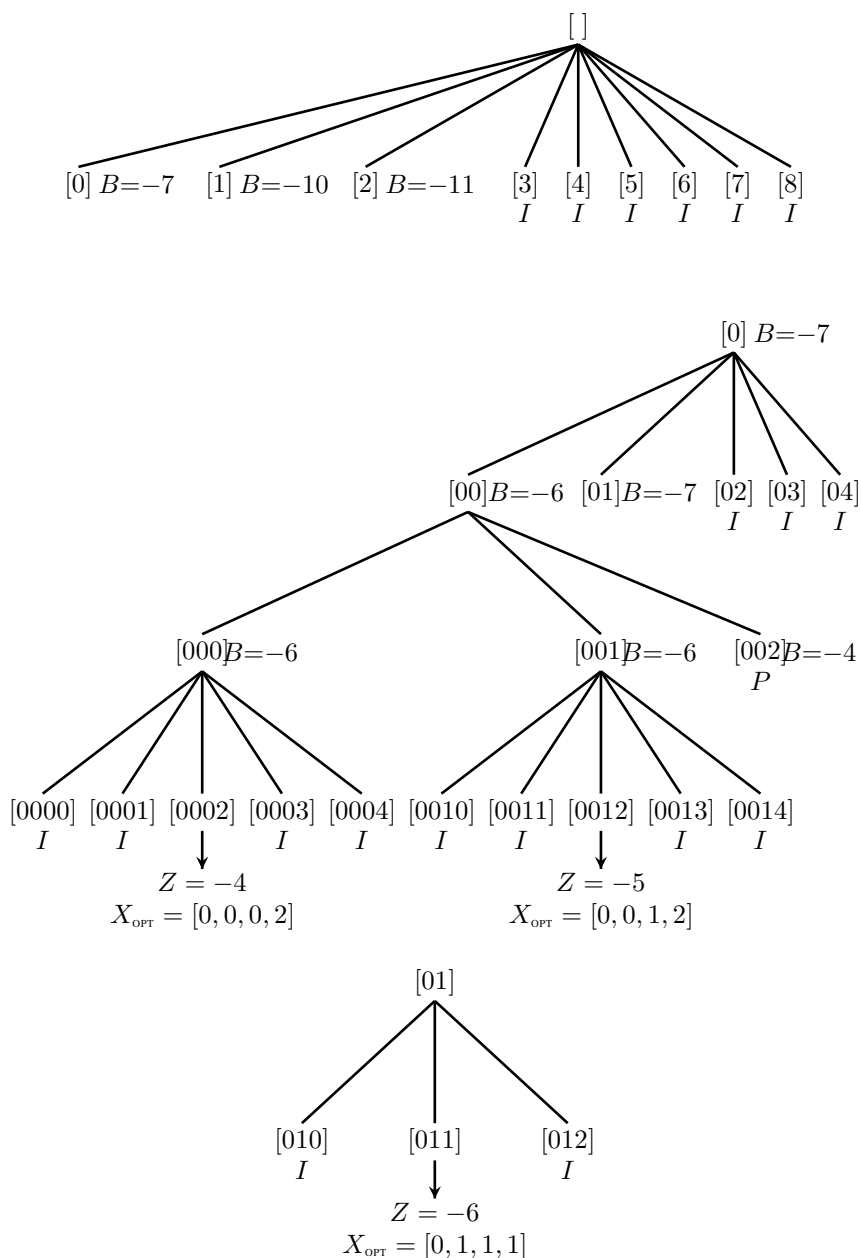 [ ]
[0] B=−7 [1] B=−10 [2] B=−11 [3] [4] [5] [6] [7] [8]
I I I I I I
[0] B=−7
[00]B=−6 [01]B=−7 [02] [03] [04]
I I I
[000]B=−6 [001]B=−6 [002]B=−4
P
[0000] [0001] [0002] [0003] [0004] [0010] [0011] [0012] [0013] [0014]
I I I I I I I I
Z = −4 Z = −5
X_OPT = [0, 0, 0, 2] X_OPT = [0, 0, 1, 2]
[01]
[010] [011] [012]
I I
Z = −6
X_OPT = [0, 1, 1, 1]